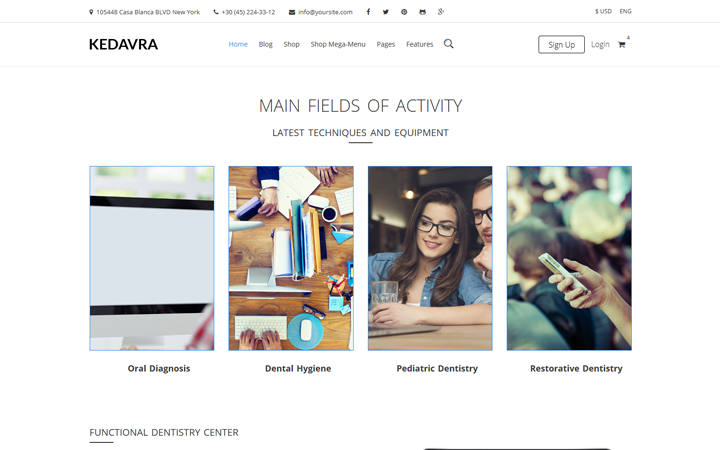 105448 Casa Blanca BLVD New York +30 (45) 224-33-12 info@yoursite.com $ USD ENG
KEDAVRA Home Blog Shop Shop Mega-Menu Pages Features Sign Up Login 4
MAIN FIELDS OF ACTIVITY
LATEST TECHNIQUES AND EQUIPMENT
Oral Diagnosis Dental Hygiene Pediatric Dentistry Restorative Dentistry
FUNCTIONAL DENTISTRY CENTER